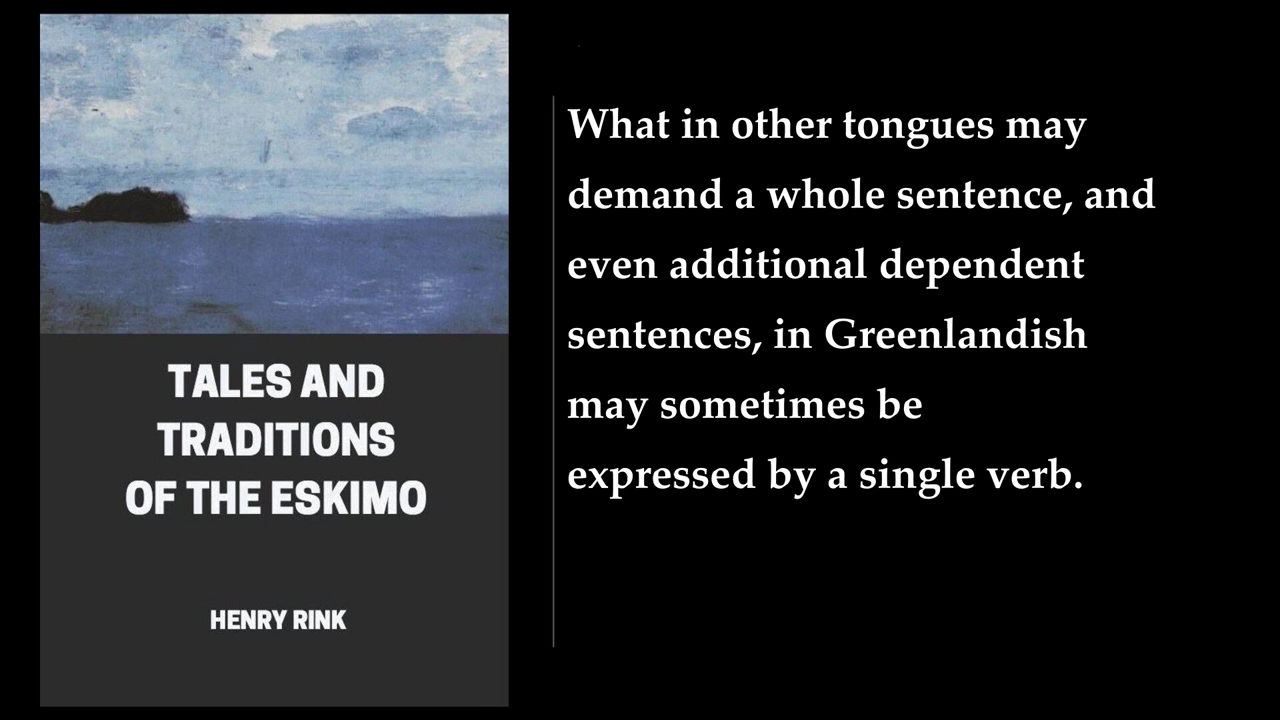 TALES AND
TRADITIONS
OF THE ESKIMO
HENRY RINK
What in other tongues may
demand a whole sentence, and
even additional dependent
sentences, in Greenlandish
may sometimes be
expressed by a single verb.